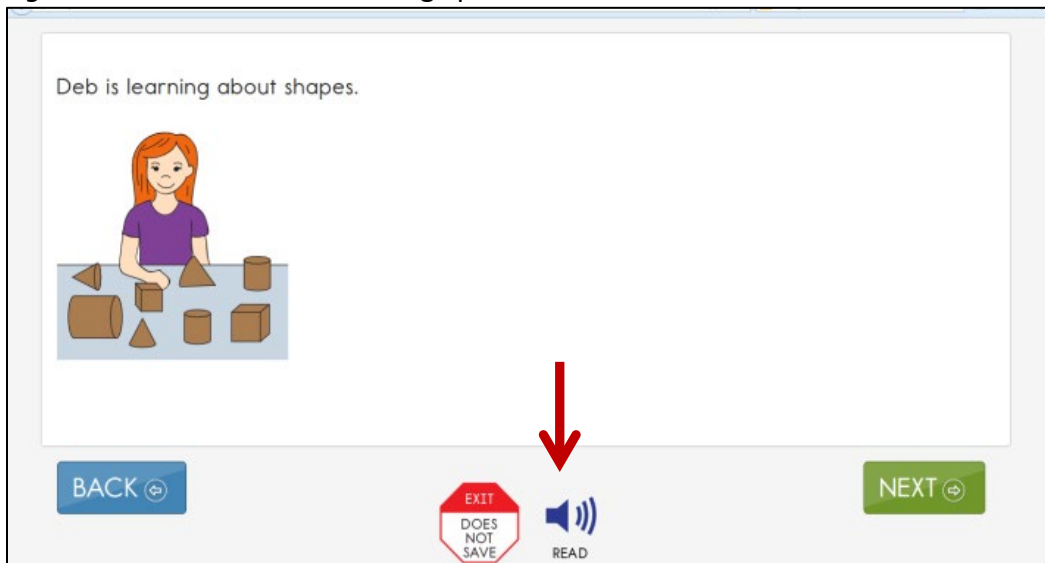 Deb is learning about shapes.
BACK
NEXT
EXIT
DOES
NOT
SAVE
READ